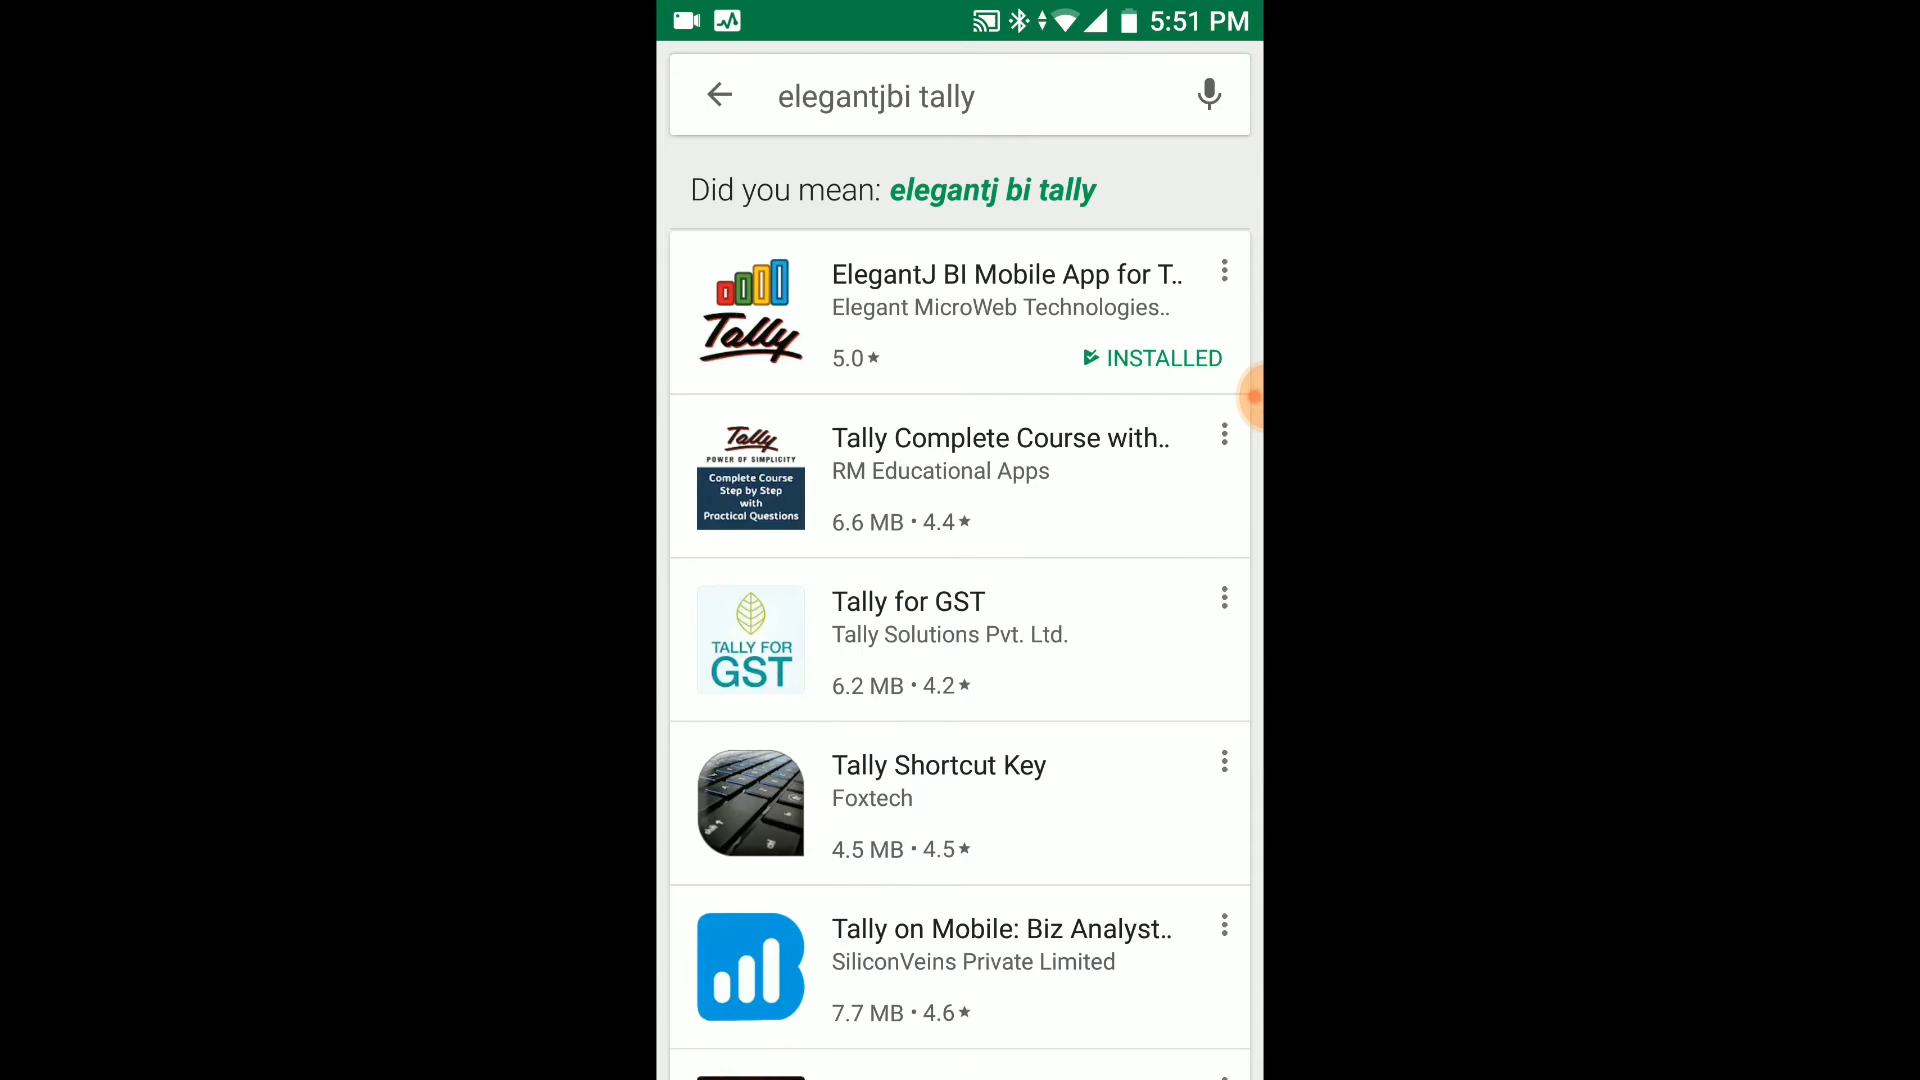 5:51 PM
elegantjbi tally
Did you mean: elegantj bi tally
Tally
ElegantJ BI Mobile App for T..
Elegant MicroWeb Technologies..
5.0★
INSTALLED
Tally
POWER OF SIMPLICITY
Complete Course
Step by Step
with
Practical Questions
Tally Complete Course with..
RM Educational Apps
6.6 MB • 4.4★
TALLY FOR
GST
Tally for GST
Tally Solutions Pvt. Ltd.
6.2 MB • 4.2★
Tally Shortcut Key
Foxtech
4.5 MB • 4.5★
Tally on Mobile: Biz Analyst..
SiliconVeins Private Limited
7.7 MB • 4.6★